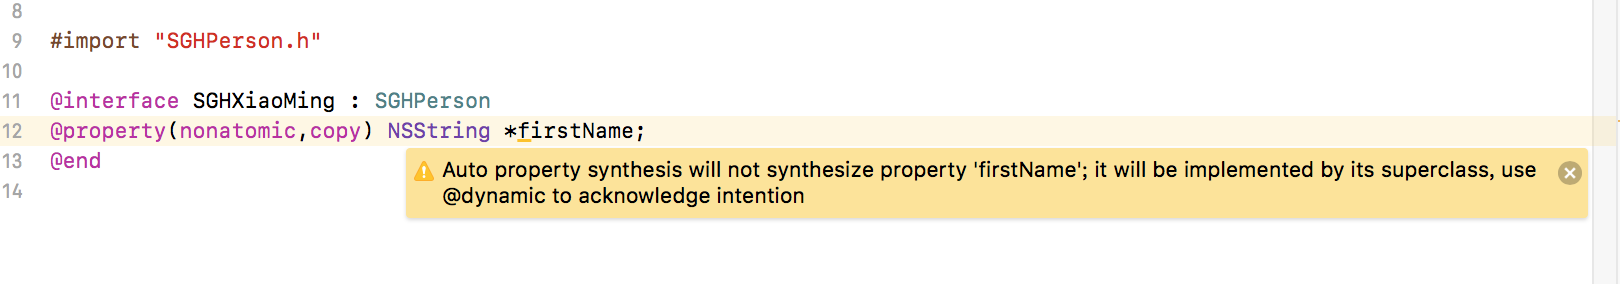 8
9 #import "SGHPerson.h"
10
11 @interface SGHXiaoMing : SGHPerson
12 @property(nonatomic,copy) NSString *firstName;
13 @end
Auto property synthesis will not synthesize property 'firstName'; it will be implemented by its superclass, use
@dynamic to acknowledge intention
14